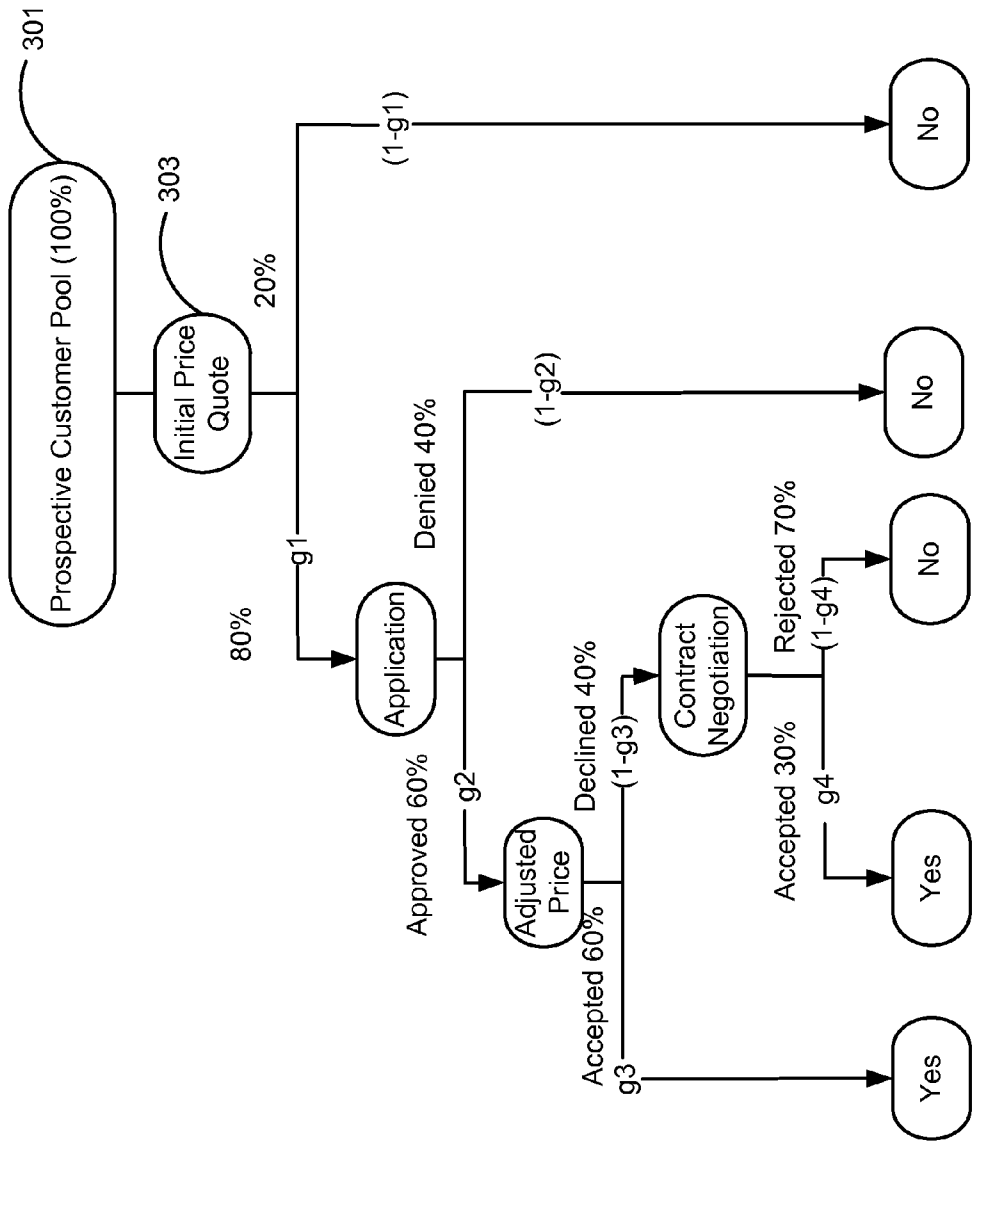 301
Prospective Customer Pool (100%)
303
Initial Price
Quote
80%
20%
g1
(1-g1)
Application
Approved 60%
Denied 40%
g2
(1-g2)
Adjusted
Price
Accepted 60%
Declined 40%
g3
(1-g3)
Contract
Negotiation
Accepted 30%
Rejected 70%
g4
(1-g4)
Yes
Yes
No
No
No